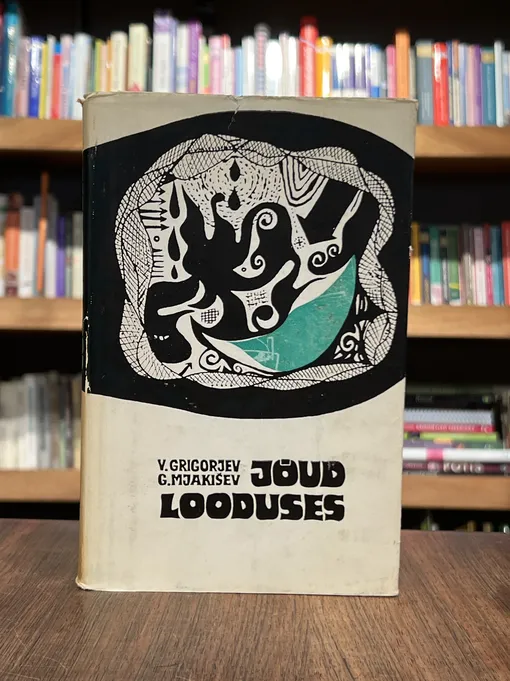 V. GRIGORJEV
G. MJAKIŠEV
JÕUD
LOODUSES